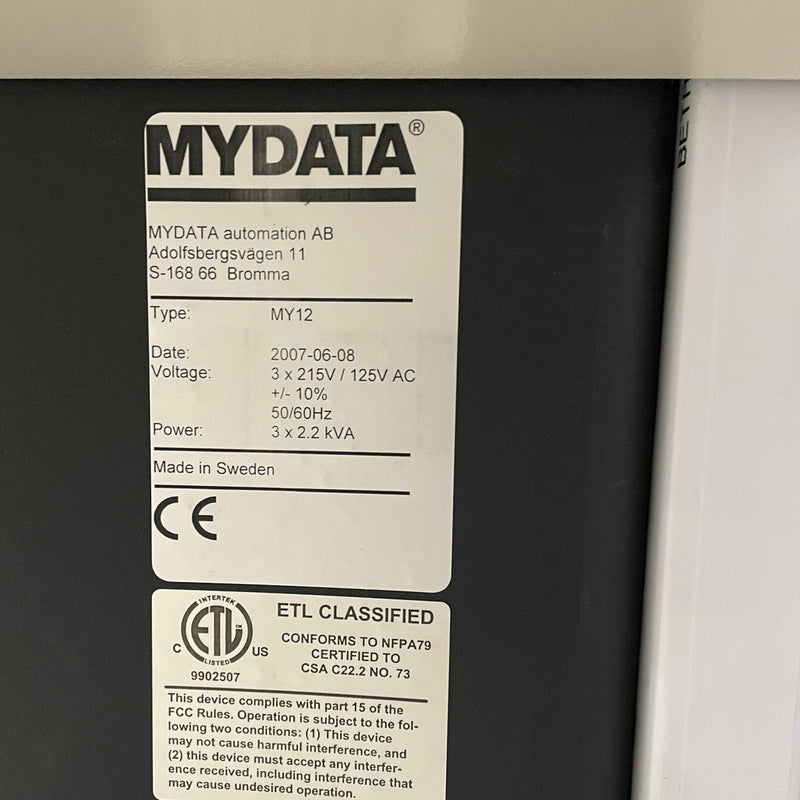 MYDATA®
MYDATA automation AB
Adolfsbergsvägen 11
S-168 66 Bromma
Type: MY12
Date: 2007-06-08
Voltage: 3 x 215V / 125V AC
+/- 10%
50/60Hz
Power: 3 x 2.2 kVA
Made in Sweden
CE
INTERTEK
ETL CM
C US
LISTED
9902507
ETL CLASSIFIED
CONFORMS TO NFPA79
CERTIFIED TO
CSA C22.2 NO. 73
This device complies with part 15 of the
FCC Rules. Operation is subject to the fol-
lowing two conditions: (1) This device
may not cause harmful interference, and
(2) this device must accept any interfer-
ence received, including interference that
may cause undesired operation.